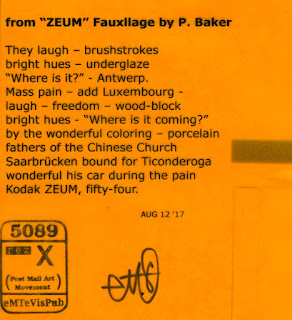 from “ZEUM” Fauxllage by P. Baker
They laugh – brushstrokes
bright hues – underglaze
“Where is it?” - Antwerp.
Mass pain – add Luxembourg -
laugh – freedom – wood-block
bright hues - “Where is it coming?”
by the wonderful coloring – porcelain
fathers of the Chinese Church
Saarbrücken bound for Ticonderoga
wonderful his car during the pain
Kodak ZEUM, fifty-four.
AUG 12 '17
5089
rez X
(Post Mail Art)
Movement
eMTeVisPub